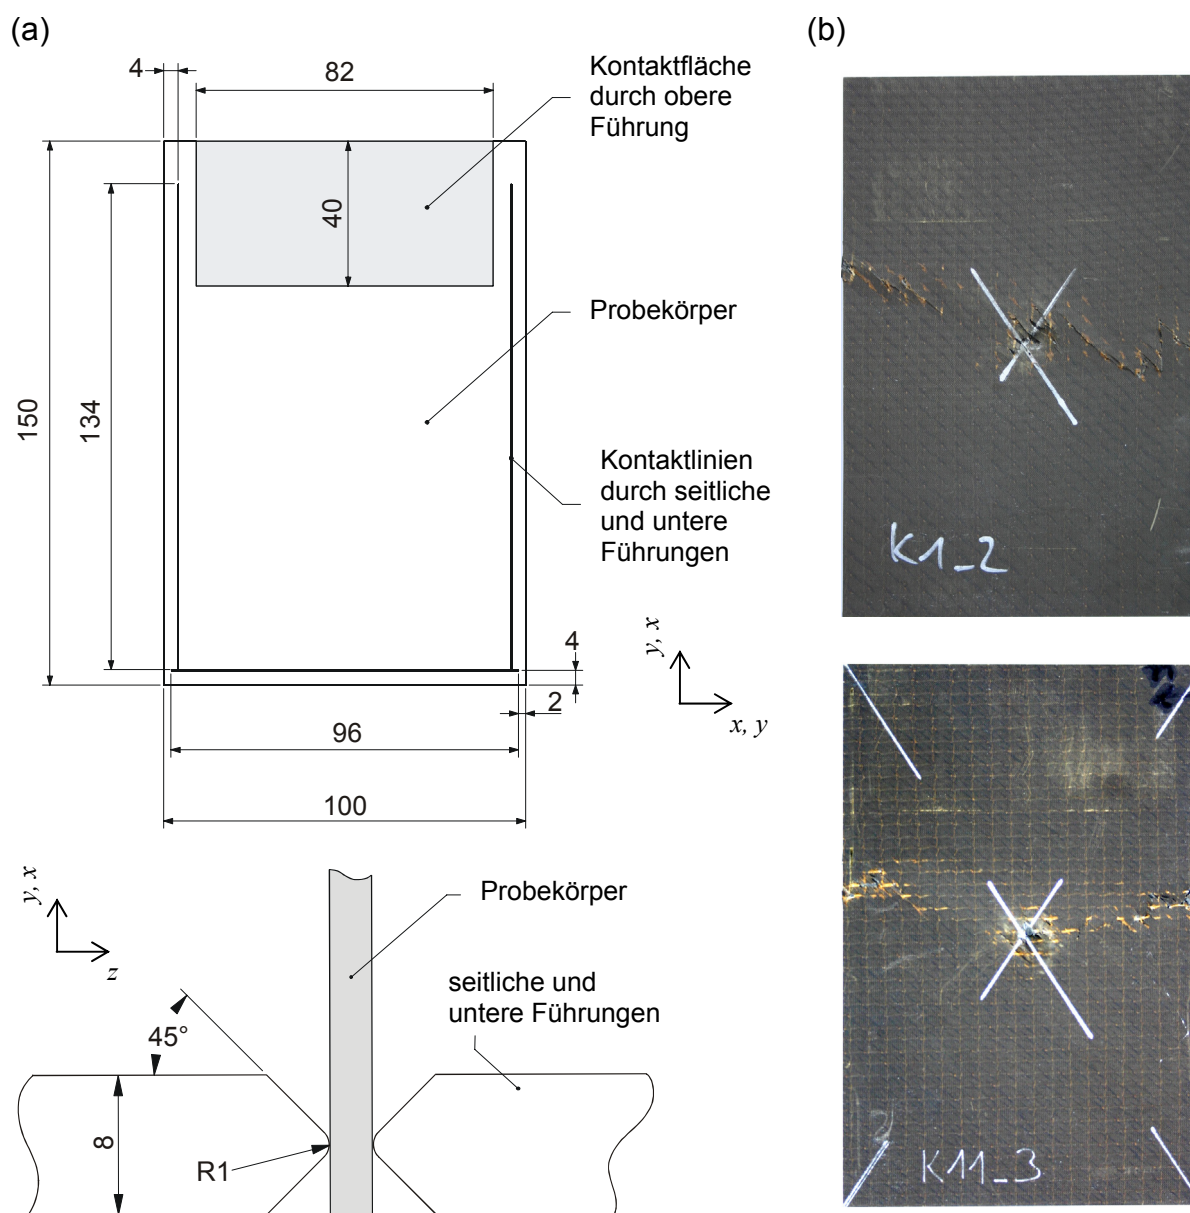 (a)
(b)
4
82
Kontaktfläche
durch obere
Führung
40
Probekörper
150
134
Kontaktlinien
durch seitliche
und untere
Führungen
y, x
x, y
4
2
96
100
K1_2
y, x
z
Probekörper
seitliche und
untere Führungen
45°
8
R1
K11_3